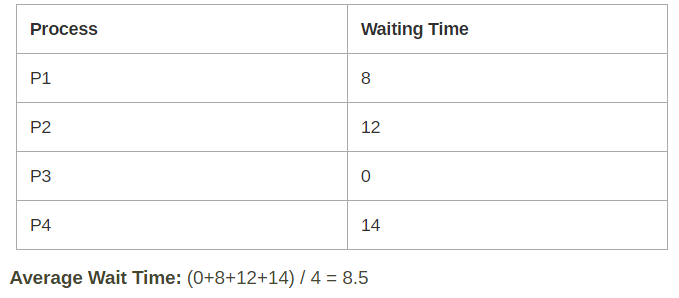 Process Waiting Time
P1 8
P2 12
P3 0
P4 14
Average Wait Time: (0+8+12+14) / 4 = 8.5